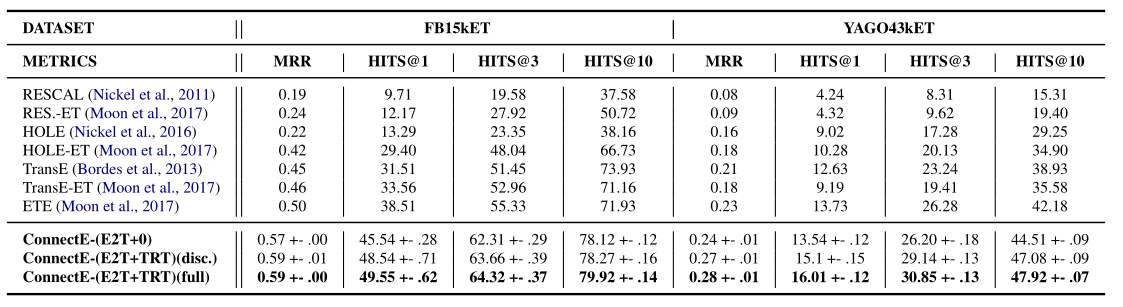 DATASET FB15kET YAGO43kET
METRICS MRR HITS@1 HITS@3 HITS@10 MRR HITS@1 HITS@3 HITS@10
RESCAL (Nickel et al., 2011) 0.19 9.71 19.58 37.58 0.08 4.24 8.31 15.31
RES.-ET (Moon et al., 2017) 0.24 12.17 27.92 50.72 0.09 4.32 9.62 19.40
HOLE (Nickel et al., 2016) 0.22 13.29 23.35 38.16 0.16 9.02 17.28 29.25
HOLE-ET (Moon et al., 2017) 0.42 29.40 48.04 66.73 0.18 10.28 20.13 34.90
TransE (Bordes et al., 2013) 0.45 31.51 51.45 73.93 0.21 12.63 23.24 38.93
TransE-ET (Moon et al., 2017) 0.46 33.56 52.96 71.16 0.18 9.19 19.41 35.58
ETE (Moon et al., 2017) 0.50 38.51 55.33 71.93 0.23 13.73 26.28 42.18
ConnectE-(E2T+0) 0.57 +- .00 45.54 +- .28 62.31 +- .29 78.12 +- .12 0.24 +- .01 13.54 +- .12 26.20 +- .18 44.51 +- .09
ConnectE-(E2T+TRT)(disc.) 0.59 +- .01 48.54 +- .71 63.66 +- .39 78.27 +- .16 0.27 +- .01 15.1 +- .15 29.14 +- .13 47.08 +- .09
ConnectE-(E2T+TRT)(full) 0.59 +- .00 49.55 +- .62 64.32 +- .37 79.92 +- .14 0.28 +- .01 16.01 +- .12 30.85 +- .13 47.92 +- .07